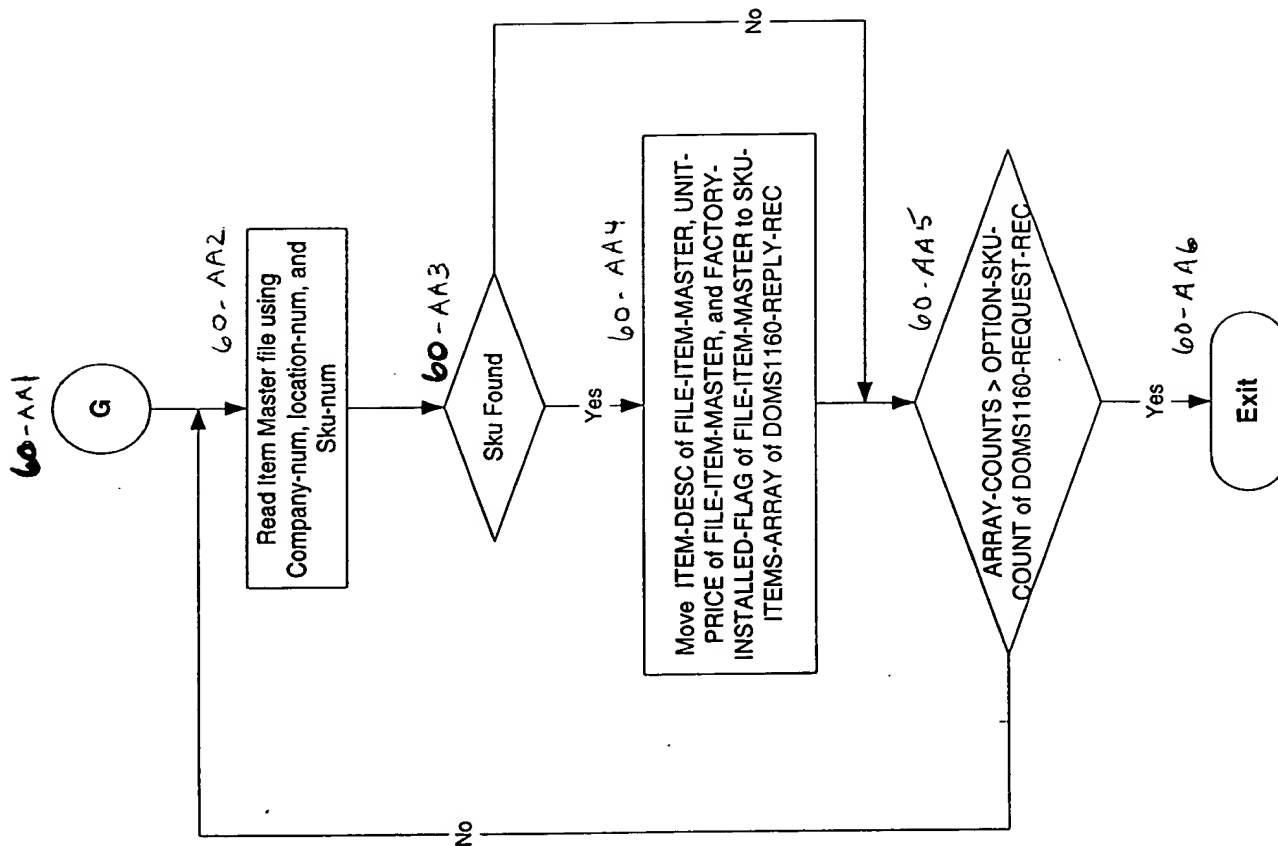 60-AA1
G
60-AA2
Read Item Master file using
Company-num, location-num, and
Sku-num
60-AA3
Sku Found
No
Yes
60-AA4
Move ITEM-DESC of FILE-ITEM-MASTER, UNIT-
PRICE of FILE-ITEM-MASTER, and FACTORY-
INSTALLED-FLAG of FILE-ITEM-MASTER to SKU-
ITEMS-ARRAY of DOMS1160-REPLY-REC
60-AA5
ARRAY-COUNTS > OPTION-SKU-
COUNT of DOMS1160-REQUEST-REC
No
Yes
60-AA6
Exit